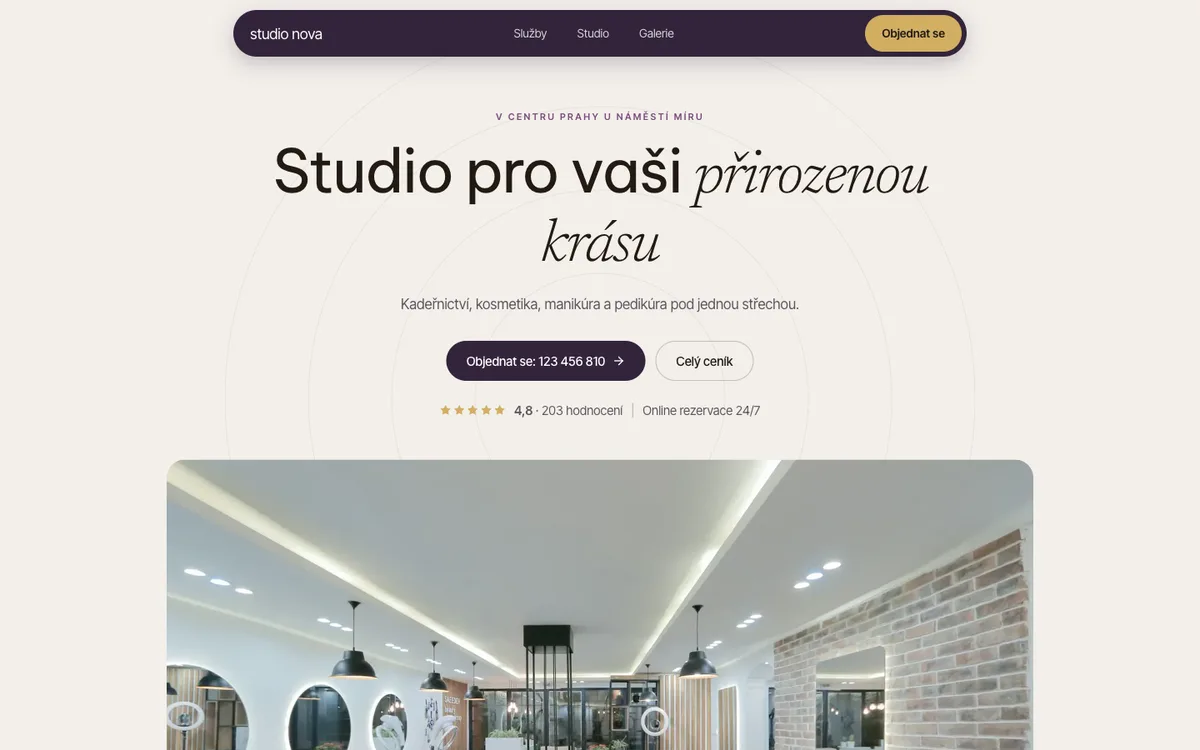 studio nova
Služby
Studio
Galerie
Objednat se
V CENTRU PRAHY U NÁMĚSTÍ MÍRU
Studio pro vaši přirozenou
krásu
Kadeřnictví, kosmetika, manikúra a pedikúra pod jednou střechou.
Objednat se: 123 456 810 →
Celý ceník
★★★★★ 4,8 · 203 hodnocení | Online rezervace 24/7